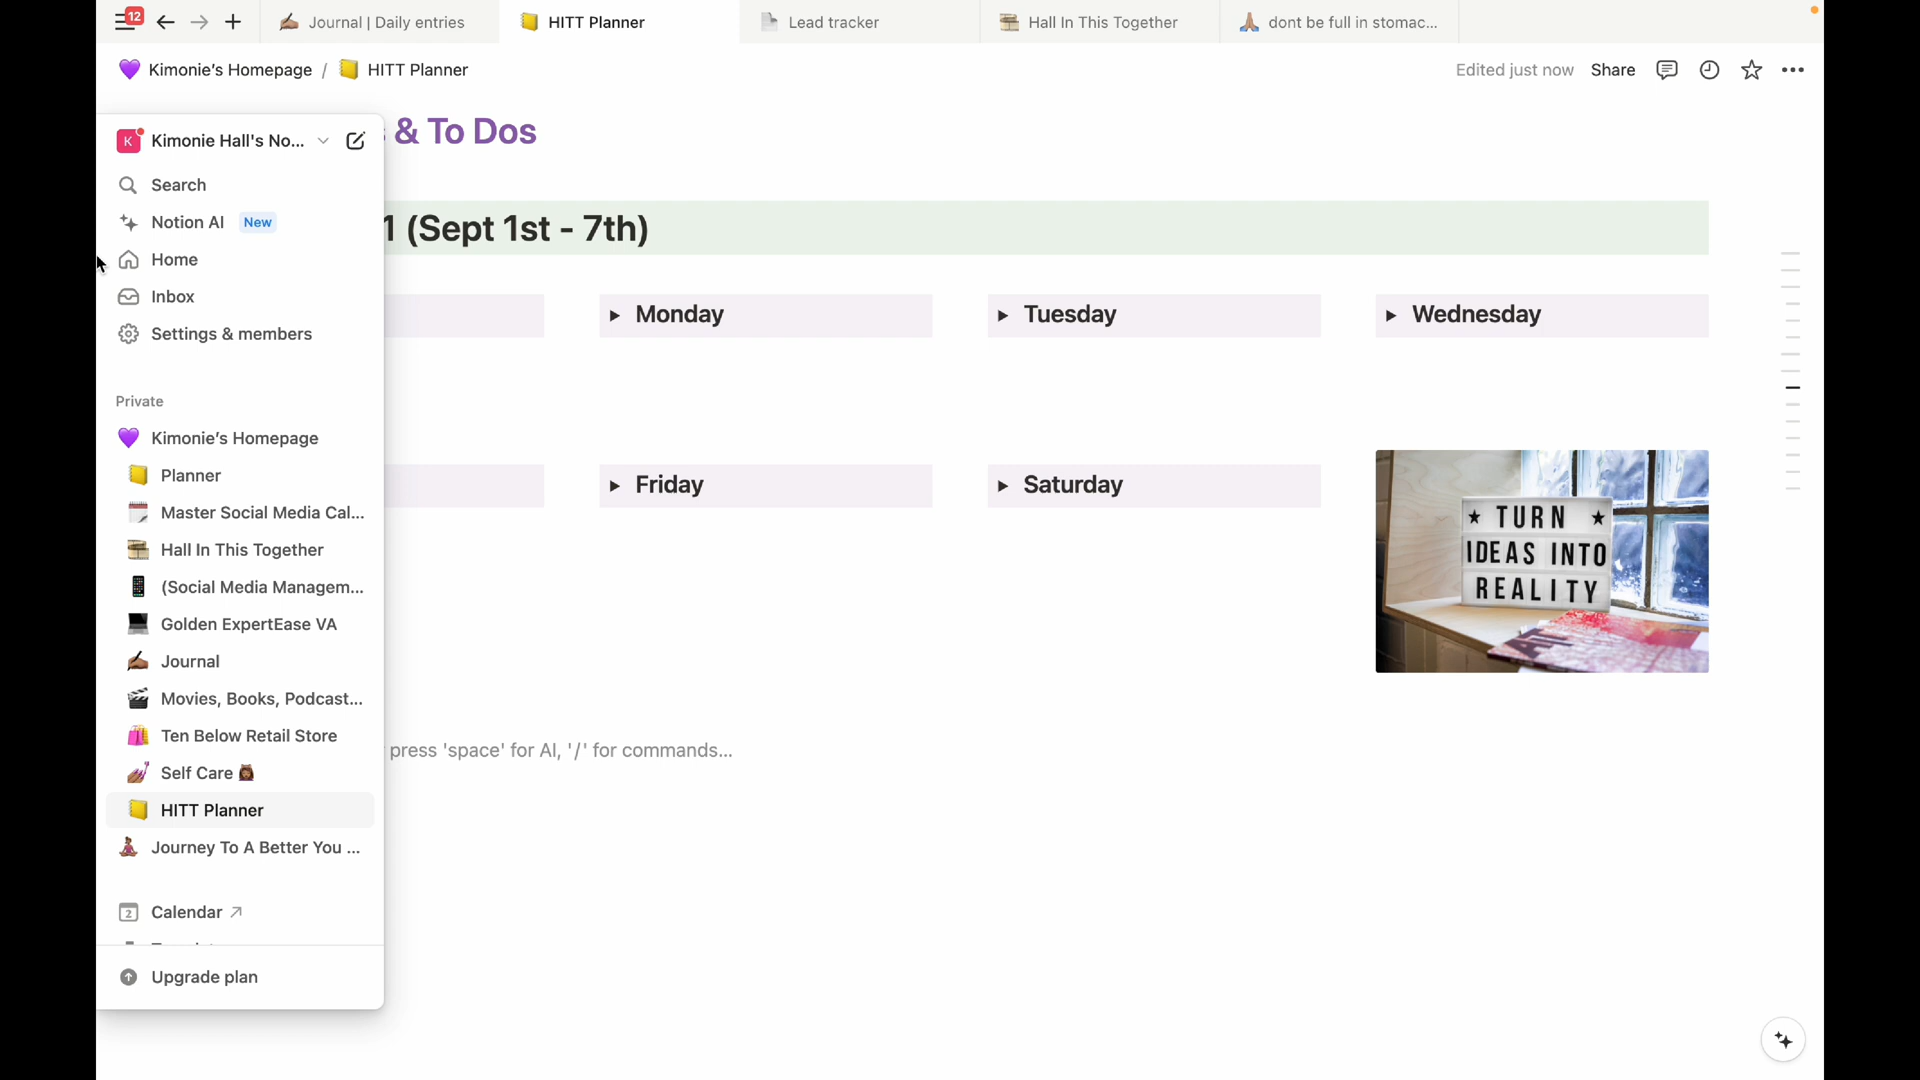 12
Journal | Daily entries
HITT Planner
Lead tracker
Hall In This Together
dont be full in stomac...
Kimonie's Homepage / HITT Planner
Edited just now
Share
& To Dos
1 (Sept 1st - 7th)
Monday
Tuesday
Wednesday
Friday
Saturday
TURN
IDEAS INTO
REALITY
press 'space' for AI, '/' for commands...
K Kimonie Hall's No...
Search
Notion AI New
Home
Inbox
Settings & members
Private
Kimonie's Homepage
Planner
Master Social Media Cal...
Hall In This Together
(Social Media Managem...
Golden ExpertEase VA
Journal
Movies, Books, Podcast...
Ten Below Retail Store
Self Care
HITT Planner
Journey To A Better You ...
2 Calendar
Upgrade plan